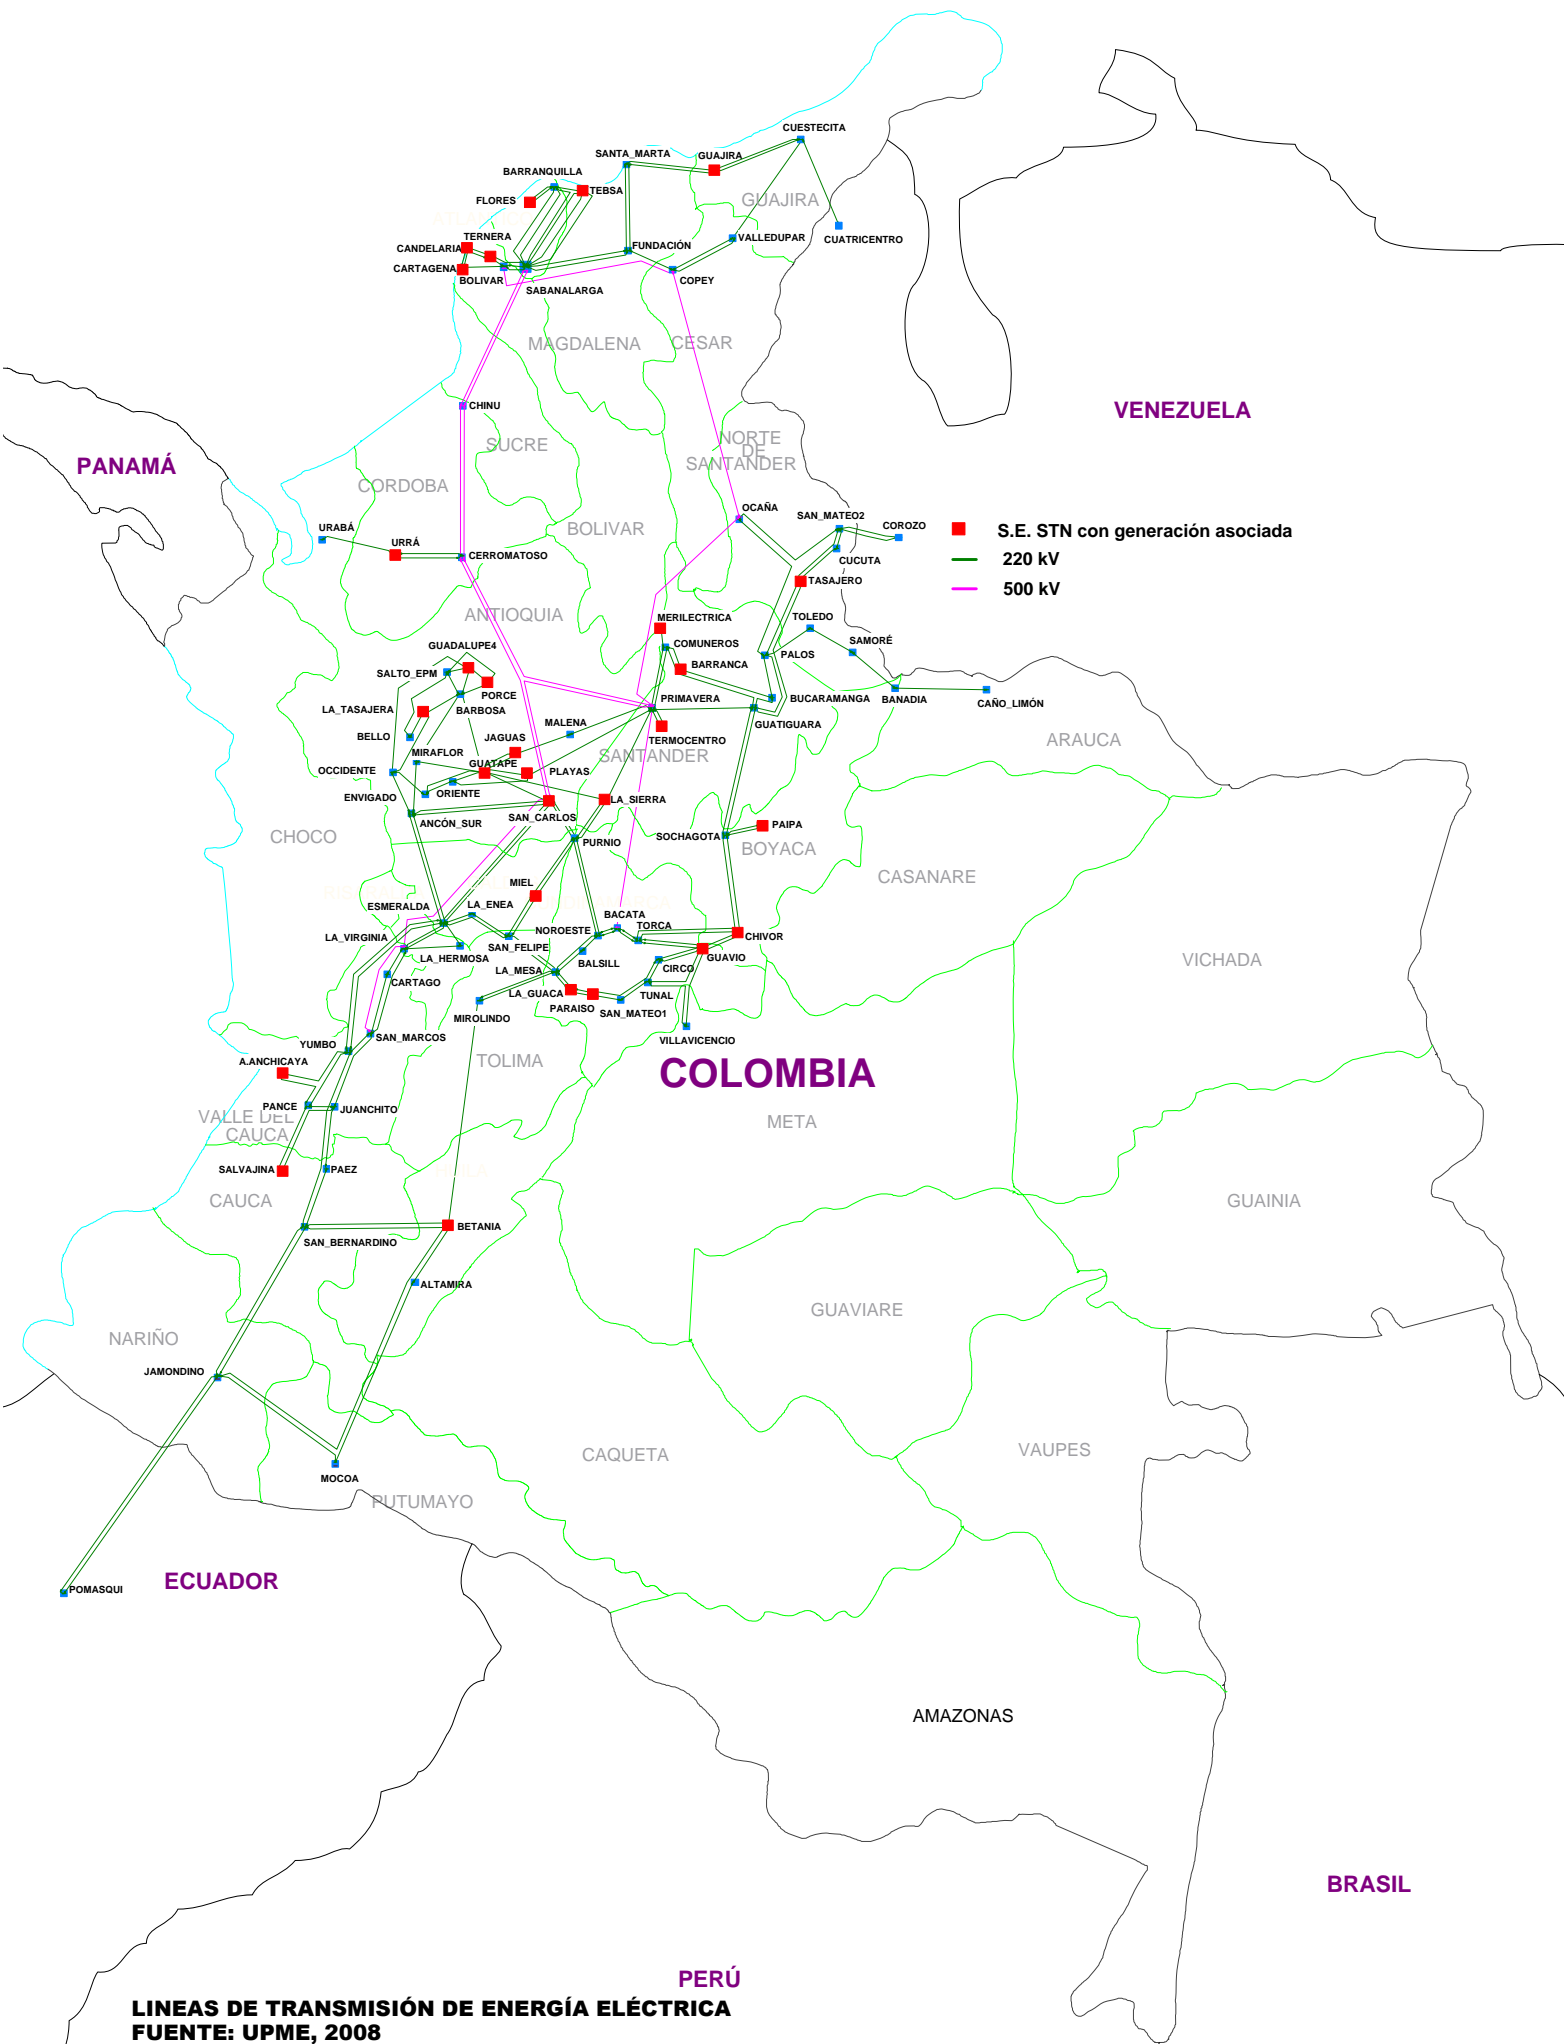 CUESTECITA
SANTA_MARTA
GUAJIRA
BARRANQUILLA
TEBSA
FLORES
GUAJIRA
TERNERA
CANDELARIA
FUNDACIÓN
VALLEDUPAR
CUATRICENTRO
CARTAGENA
BOLIVAR
COPEY
SABANALARGA
MAGDALENA
CESAR
CHINU
VENEZUELA
SUCRE
NORTE
DE
SANTANDER
PANAMÁ
CORDOBA
OCAÑA
SAN_MATEO2
COROZO
URABÁ
BOLIVAR
S.E. STN con generación asociada
URRÁ
CERROMATOSO
CUCUTA
220 kV
TASAJERO
500 kV
ANTIOQUIA
MERILECTRICA
TOLEDO
GUADALUPE4
COMUNEROS
SAMORÉ
SALTO_EPM
BARRANCA
PALOS
PORCE
PRIMAVERA
BUCARAMANGA
BANADIA
CAÑO_LIMÓN
LA_TASAJERA
BARBOSA
MALENA
GUATIGUARA
BELLO
JAGUAS
TERMOCENTRO
ARAUCA
MIRAFLOR
GUATAPE
SANTANDER
OCCIDENTE
PLAYAS
ENVIGADO
ORIENTE
LA_SIERRA
ANCÓN_SUR
SAN_CARLOS
PAIPA
CHOCO
PURNIO
SOCHAGOTA
BOYACA
CASANARE
MIEL
ESMERALDA
LA_ENEA
BACATA
TORCA
LA_VIRGINIA
NOROESTE
CHIVOR
SAN_FELIPE
LA_HERMOSA
BALSILL
GUAVIO
VICHADA
LA_MESA
CIRCO
CARTAGO
LA_GUACA
TUNAL
PARAISO
SAN_MATEO1
MIROLINDO
SAN_MARCOS
VILLAVICENCIO
YUMBO
TOLIMA
A.ANCHICAYA
COLOMBIA
PANCE
JUANCHITO
VALLE DEL
CAUCA
META
SALVAJINA
PAEZ
CAUCA
GUAINIA
BETANIA
SAN_BERNARDINO
ALTAMIRA
GUAVIARE
NARIÑO
JAMONDINO
VAUPES
CAQUETA
MOCOA
PUTUMAYO
ECUADOR
POMASQUI
AMAZONAS
BRASIL
PERÚ
LINEAS DE TRANSMISIÓN DE ENERGÍA ELÉCTRICA
FUENTE: UPME, 2008